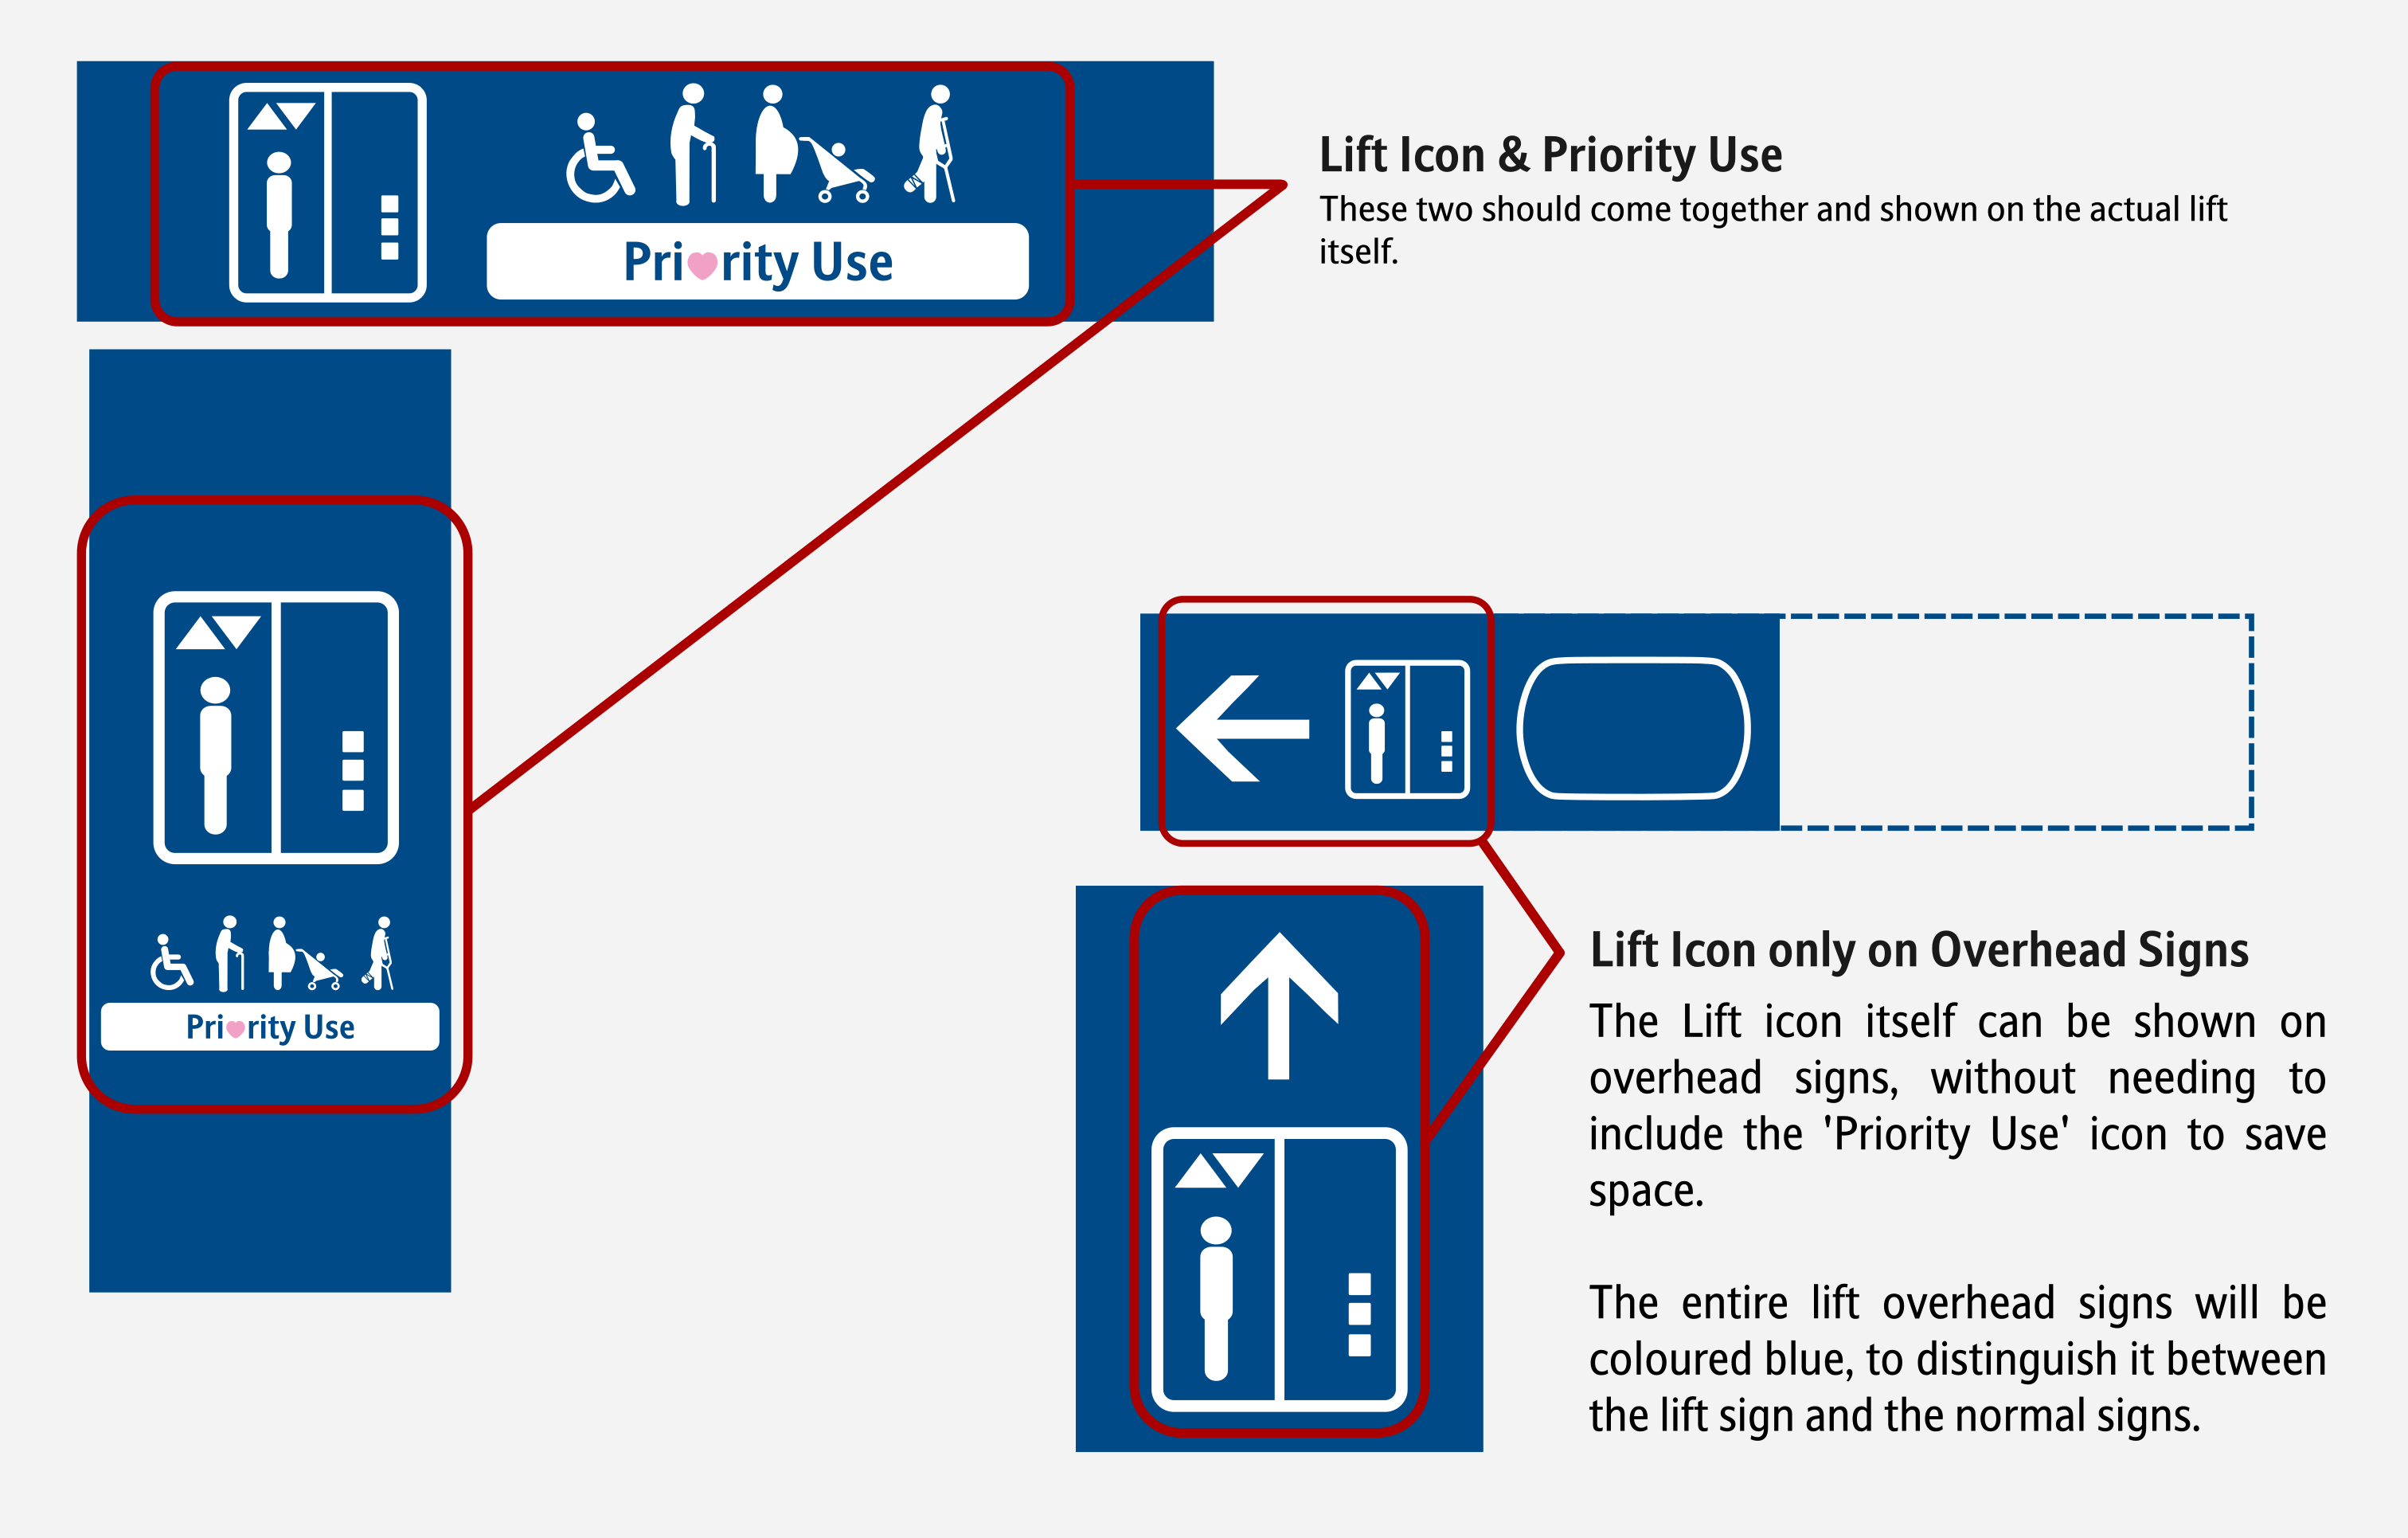 Pri rity Use
Lift Icon & Priority Use
These two should come together and shown on the actual lift
itself.
Pri rity Use
Lift Icon only on Overhead Signs
The Lift icon itself can be shown on
overhead signs, without needing to
include the 'Priority Use' icon to save
space.
The entire lift overhead signs will be
coloured blue, to distinguish it between
the lift sign and the normal signs.